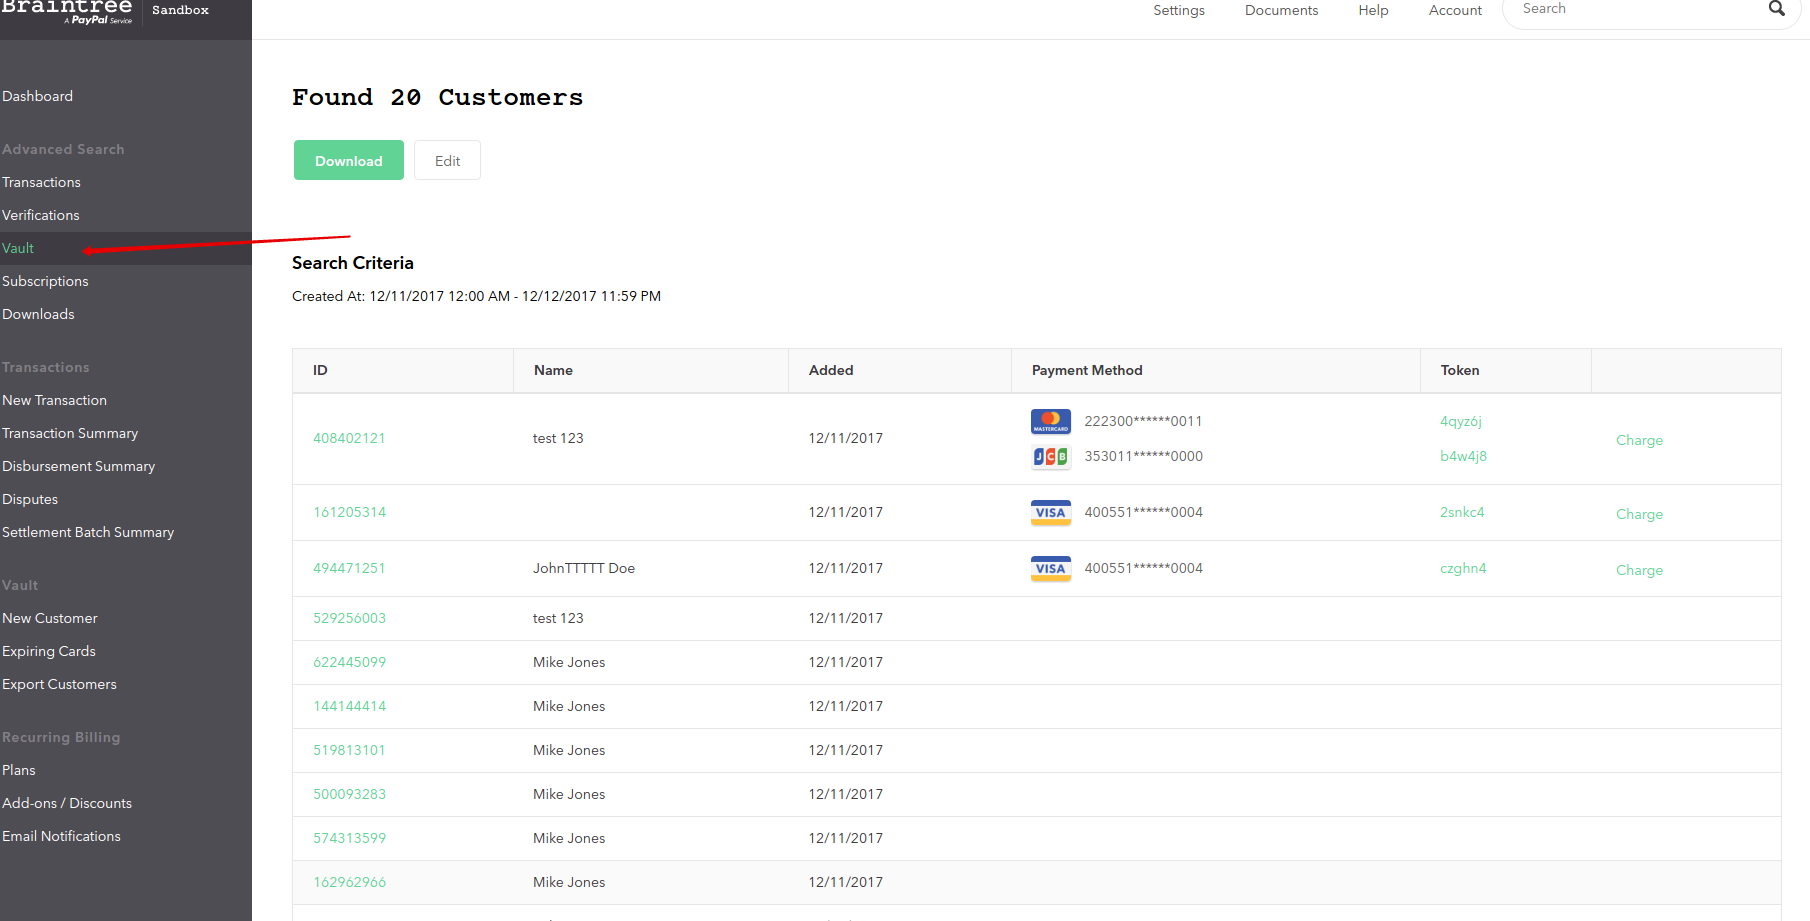 Braintree
A PayPal Service
Sandbox
Settings
Documents
Help
Account
Search
Dashboard
Advanced Search
Transactions
Verifications
Vault
Subscriptions
Downloads
Transactions
New Transaction
Transaction Summary
Disbursement Summary
Disputes
Settlement Batch Summary
Vault
New Customer
Expiring Cards
Export Customers
Recurring Billing
Plans
Add-ons / Discounts
Email Notifications
Found 20 Customers
Download
Edit
Search Criteria
Created At: 12/11/2017 12:00 AM - 12/12/2017 11:59 PM
ID Name Added Payment Method Token
408402121 test 123 12/11/2017 MASTERCARD 222300******0011 4qyz6j Charge
JCB 353011******0000 b4w4j8
161205314 12/11/2017 VISA 400551******0004 2snkc4 Charge
494471251 JohnTTTTT Doe 12/11/2017 VISA 400551******0004 czghn4 Charge
529256003 test 123 12/11/2017
622445099 Mike Jones 12/11/2017
144144414 Mike Jones 12/11/2017
519813101 Mike Jones 12/11/2017
500093283 Mike Jones 12/11/2017
574313599 Mike Jones 12/11/2017
162962966 Mike Jones 12/11/2017